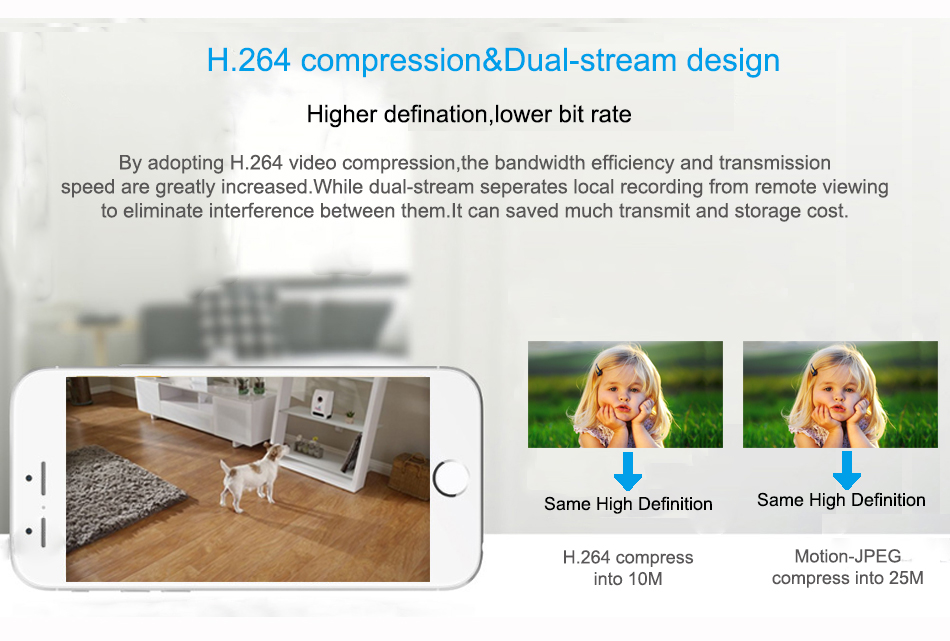 H.264 compression&Dual-stream design
Higher defination,lower bit rate
By adopting H.264 video compression,the bandwidth efficiency and transmission
speed are greatly increased.While dual-stream seperates local recording from remote viewing
to eliminate interference between them.It can saved much transmit and storage cost.
Same High Definition
Same High Definition
H.264 compress
into 10M
Motion-JPEG
compress into 25M